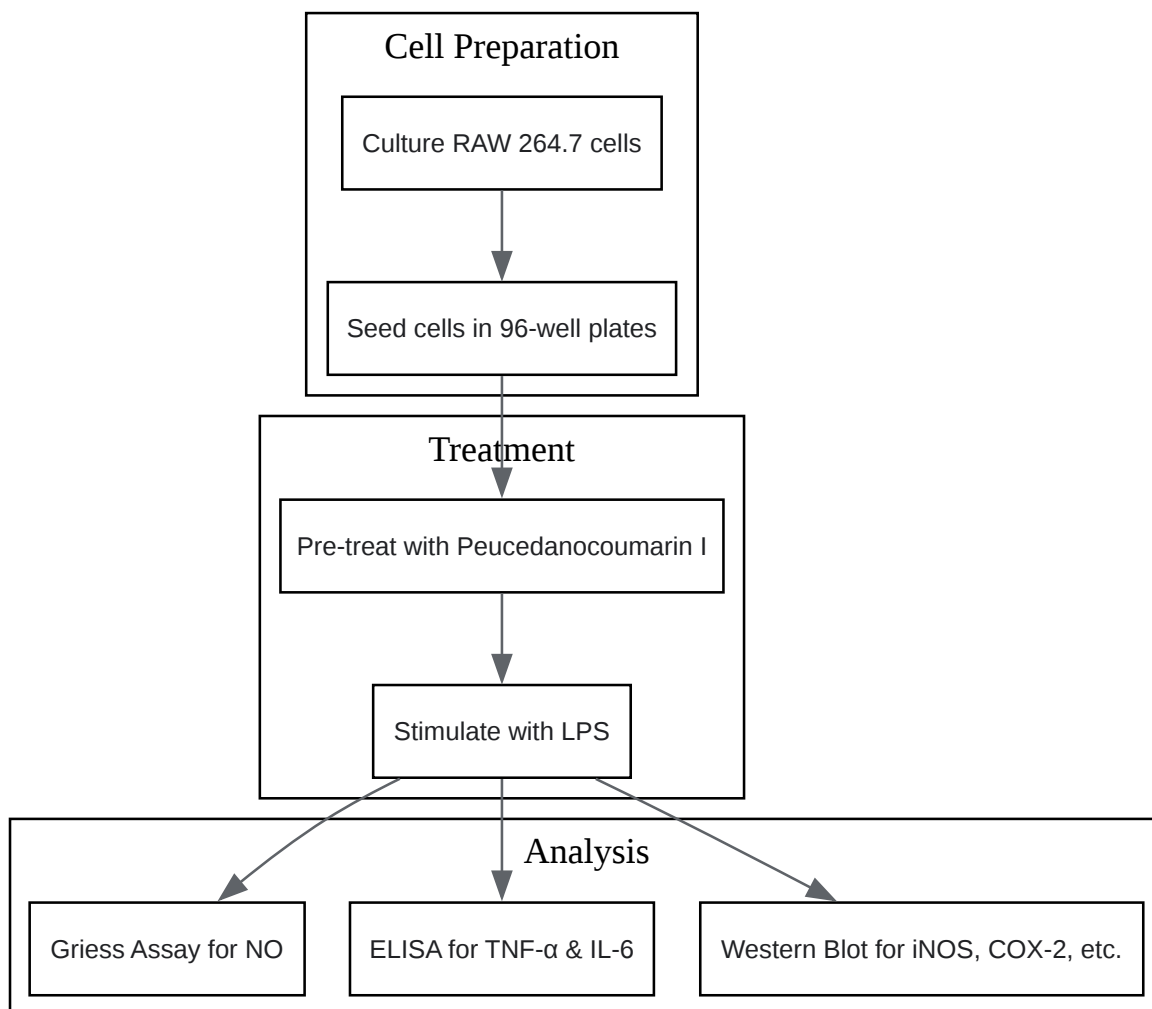 Cell Preparation
Culture RAW 264.7 cells
Seed cells in 96-well plates
Treatment
Pre-treat with Peucedanocoumarin I
Stimulate with LPS
Analysis
Griess Assay for NO
ELISA for TNF-α & IL-6
Western Blot for iNOS, COX-2, etc.